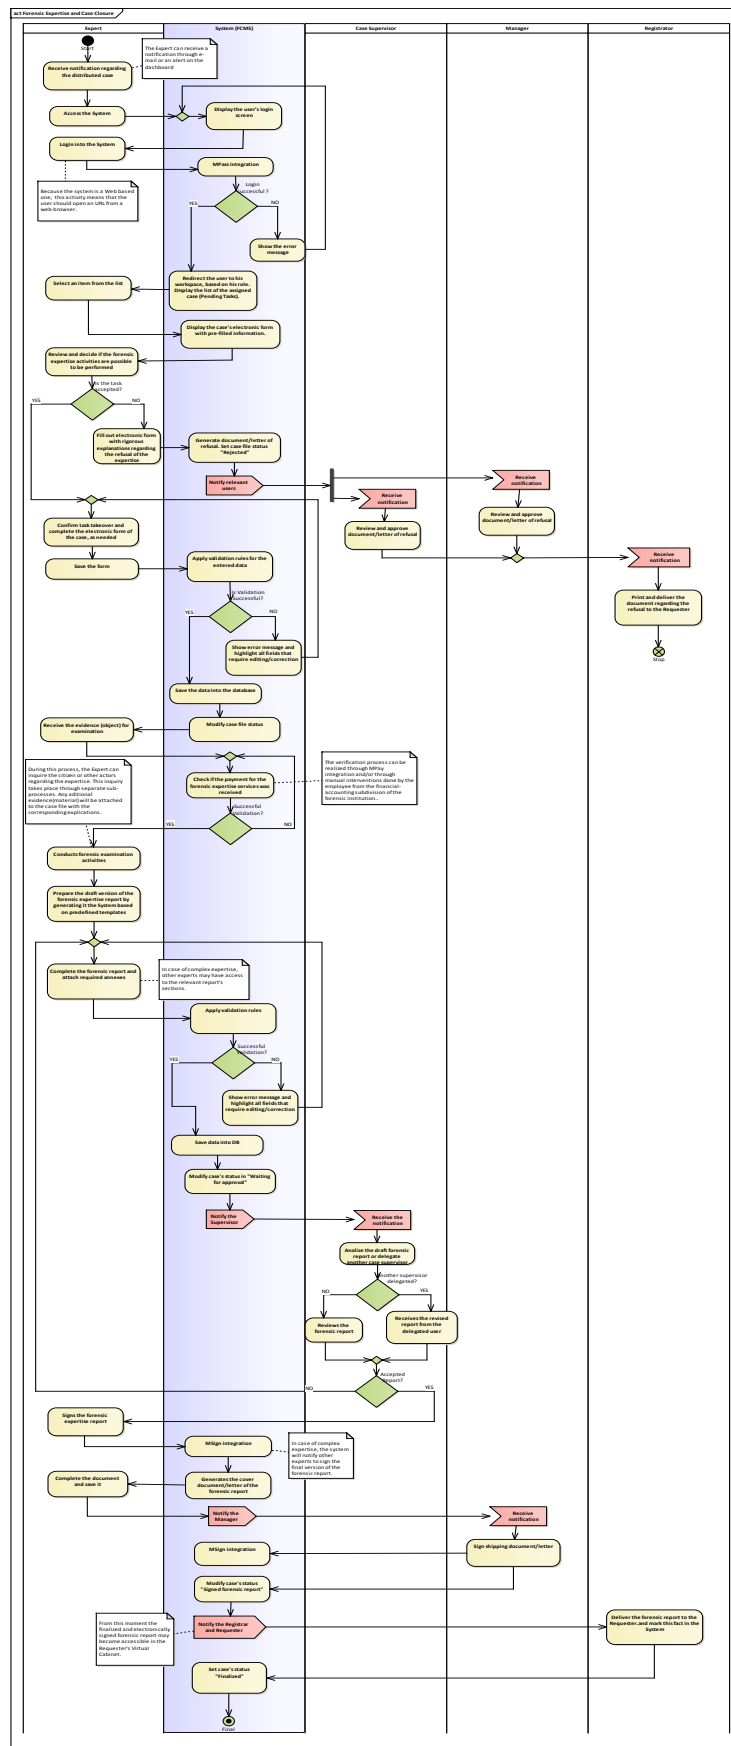 act Forensic Expertise and Case Closure
Expert
System (FCMS)
Case Supervisor
Manager
Registrator
Start
The Expert can receive a
notification through e-
mail or an alert on the
dashboard
Receive notification regarding
the distributed case
Access the System
Display the user's login
screen
Login into the System
MPass integration
Because the system is a Web based
one, this activity means that the
user should open an URL from a
web-browser.
Login
successful ?
YES
NO
Show the error
message
Select an item from the list
Redirect the user to his
workspace, based on his role.
Display the list of the assigned
case (Pending Tasks).
Display the case's electronic form
with pre-filled information.
Review and decide if the forensic
expertise activities are possible
to be performed
Is the task
accepted?
YES
NO
Fill out electronic form
with rigorous
explanations regarding
the refusal of the
expertise
Generate document/letter of
refusal. Set case file status
"Rejected"
Notify relevant
users
Receive
notification
Receive
notification
Review and approve
document/letter of refusal
Review and approve
document/letter of refusal
Confirm task takeover and
complete the electronic form of
the case, as needed
Save the form
Apply validation rules for the
entered data
Receive
notification
Is Validation
Successful?
YES
NO
Print and deliver the
document regarding the
refusal to the Requester
Stop
Show error message and
highlight all fields that
require editing/correction
Save the data into the database
Modify case file status
Receive the evidence (object) for
examination
During this process, the Expert can
inquire the citizen or other actors
regarding the expertise. This inquiry
takes place through separate sub-
processes. Any aditional
evidence(material) will be attached
to the case file with the
corresponding explications.
Check if the payment for the
forensic expertise services was
received
The verification process can be
realized through MPay
integration and/or through
manual interventions done by the
employee from the financial-
accounting subdivision of the
forensic institution..
Successful
Validation?
YES
NO
Conducts forensic examination
activities
Prepare the draft version of the
forensic expertise report by
generating it the System based
on predefined templates
Complete the forensic report and
attach required annexes
In case of complex expertise,
other experts may have access
to the relevant report's
sections.
Apply validation rules
Successful
Validation?
YES
NO
Show error message and
highlight all fields that
require editing/correction
Save data into DB
Modify case's status in "Waiting
for approval"
Notify the
Supervisor
Receive the
notification
Analize the draft forensic
report or delegate
another case supervisor
Another supervisor
delegated?
NO
YES
Reviews the
forensic report
Receives the revised
report from the
delegated user
Accepted
Report?
NO
YES
Signs the forensic
expertise report
MSign integration
In case of complex
expertise, the system
will notify other
experts to sign the
final version of the
forensic report.
Complete the document
and save it
Generates the cover
document/letter of the
forensic report
Notify the
Manager
Receive
notification
MSign integration
Sign shipping document/letter
Modify case's status
"Signed forensic report"
From this moment the
finalized and electronically
signed forensic report may
become accessible in the
Requester's Virtual
Cabinet.
Notify the Registrar
and Requester
Deliver the forensic report to the
Requester and mark this fact in the
System
Set case's status
"Finalized"
Final